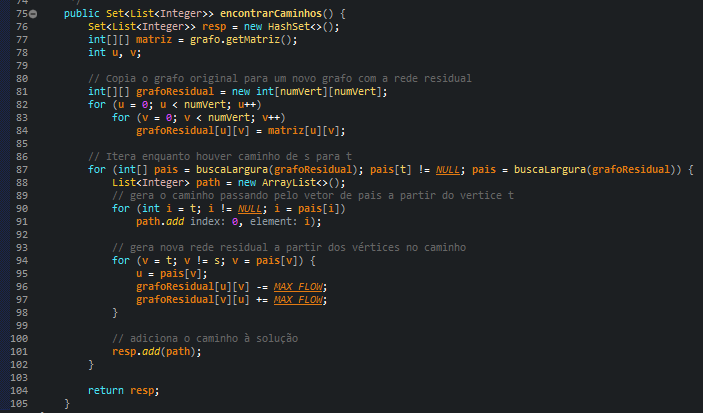 74
75 public Set<List<Integer>> encontrarCaminhos() {
76 Set<List<Integer>> resp = new HashSet<>();
77 int[][] matriz = grafo.getMatriz();
78 int u, v;
79
80 // Copia o grafo original para um novo grafo com a rede residual
81 int[][] grafoResidual = new int[numVert][numVert];
82 for (u = 0; u < numVert; u++)
83 for (v = 0; v < numVert; v++)
84 grafoResidual[u][v] = matriz[u][v];
85
86 // Itera enquanto houver caminho de s para t
87 for (int[] pais = buscaLargura(grafoResidual); pais[t] != NULL; pais = buscaLargura(grafoResidual)) {
88 List<Integer> path = new ArrayList<>();
89 // gera o caminho passando pelo vetor de pais a partir do vertice t
90 for (int i = t; i != NULL; i = pais[i])
91 path.add index: 0, element: i);
92
93 // gera nova rede residual a partir dos vértices no caminho
94 for (v = t; v != s; v = pais[v]) {
95 u = pais[v];
96 grafoResidual[u][v] -= MAX_FLOW;
97 grafoResidual[v][u] += MAX_FLOW;
98 }
99
100 // adiciona o caminho à solução
101 resp.add(path);
102 }
103
104 return resp;
105 }